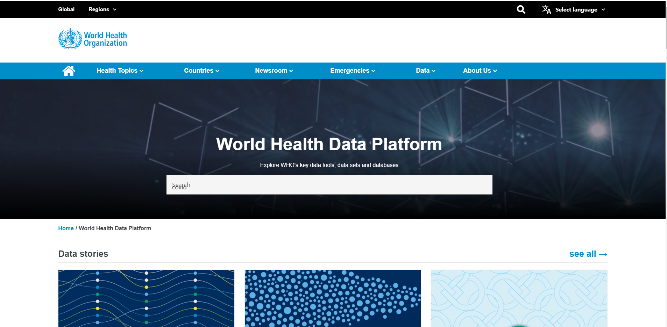 Global Regions Select language
World Health
Organization
Health Topics Countries Newsroom Emergencies Data About Us
World Health Data Platform
Explore WHO's key data tools, data sets and databases
Home / World Health Data Platform
Data stories see all →